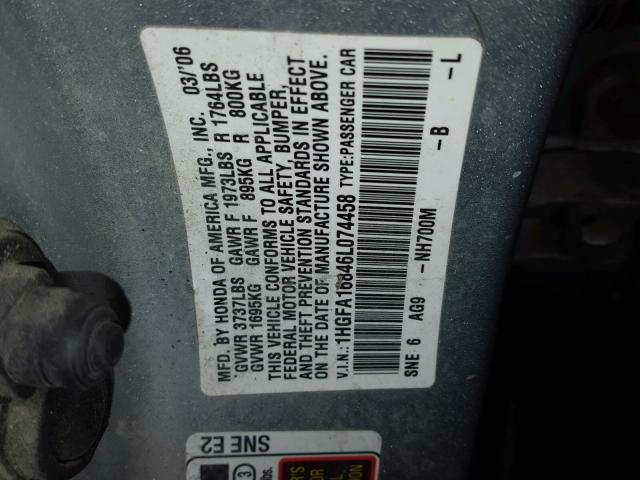 MFD. BY HONDA OF AMERICA MFG., INC. 03/'06
GVWR 3737LBS GAWR F 1973LBS R 1764LBS
GVWR 1695KG GAWR F 895KG R 800KG
THIS VEHICLE CONFORMS TO ALL APPLICABLE
FEDERAL MOTOR VEHICLE SAFETY, BUMPER,
AND THEFT PREVENTION STANDARDS IN EFFECT
ON THE DATE OF MANUFACTURE SHOWN ABOVE.
V.I.N.: 1HGFA16846L074458 TYPE: PASSENGER CAR
SNE 6 AG9 -NH700M -B -L
SNE E2
3
lbs.